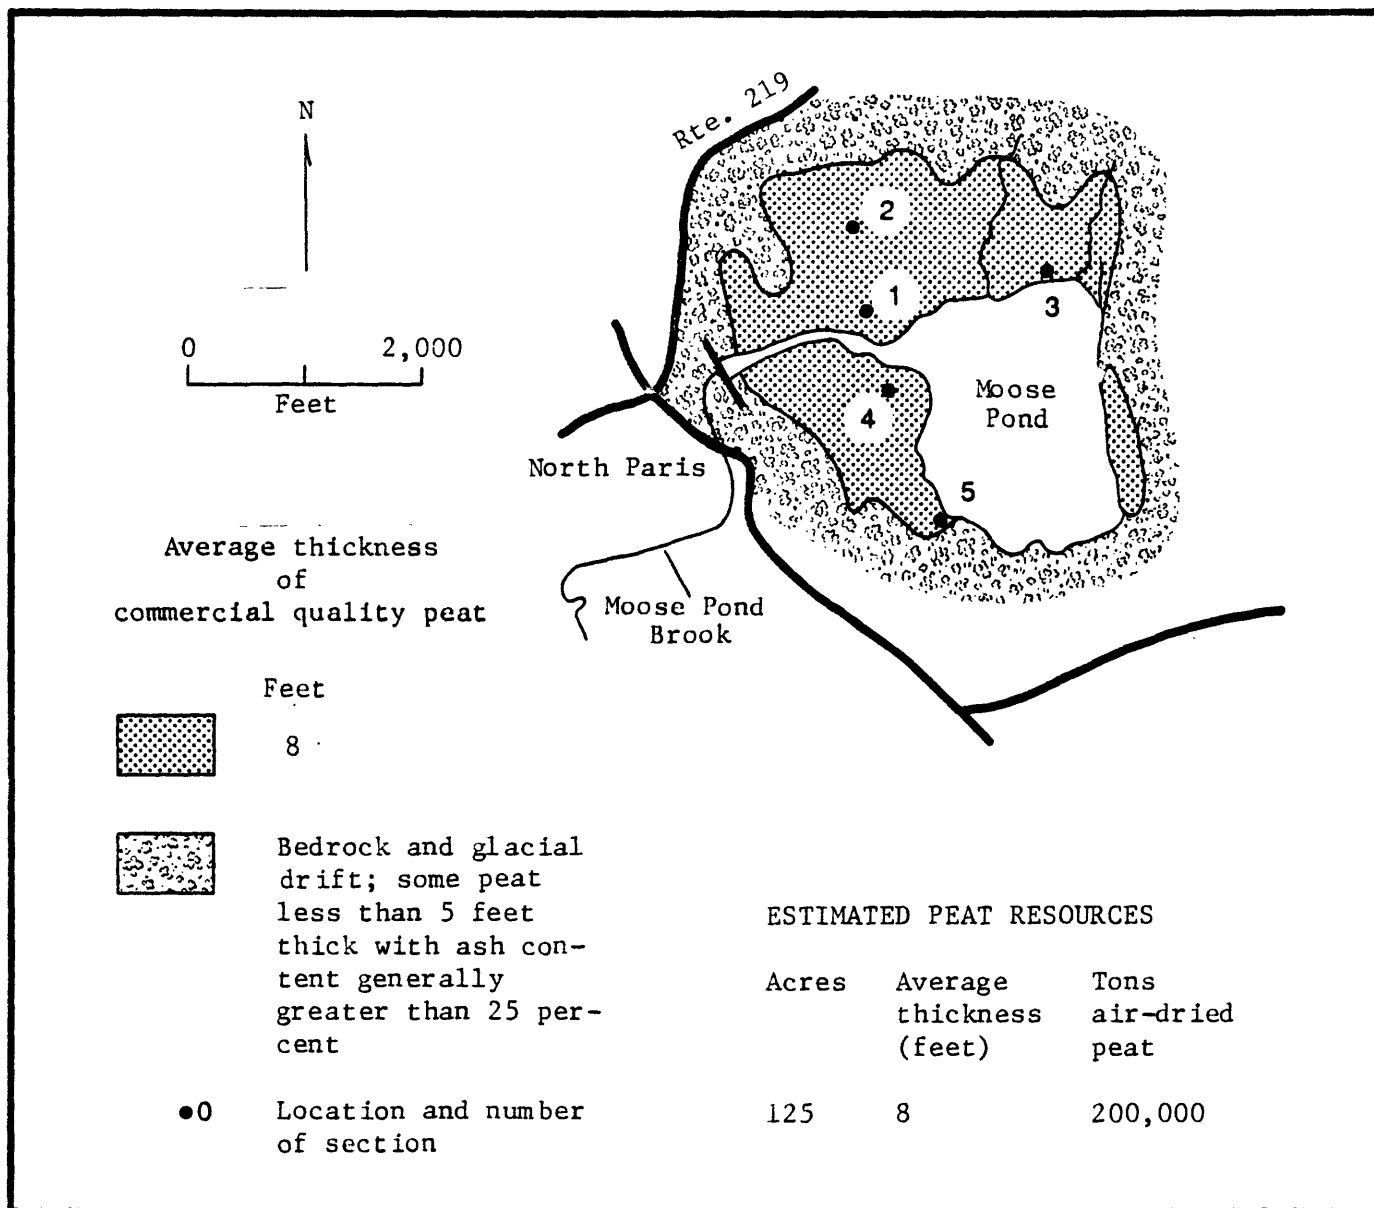 Rte. 219
N
2
1
3
0 2,000
Feet
Moose
Pond
4
North Paris
5
Average thickness
of
commercial quality peat
Moose Pond
Brook
Feet
8
Bedrock and glacial
drift; some peat
less than 5 feet
thick with ash con-
tent generally
greater than 25 per-
cent
ESTIMATED PEAT RESOURCES
Acres Average Tons
thickness air-dried
(feet) peat
125 8 200,000
•0 Location and number
of section